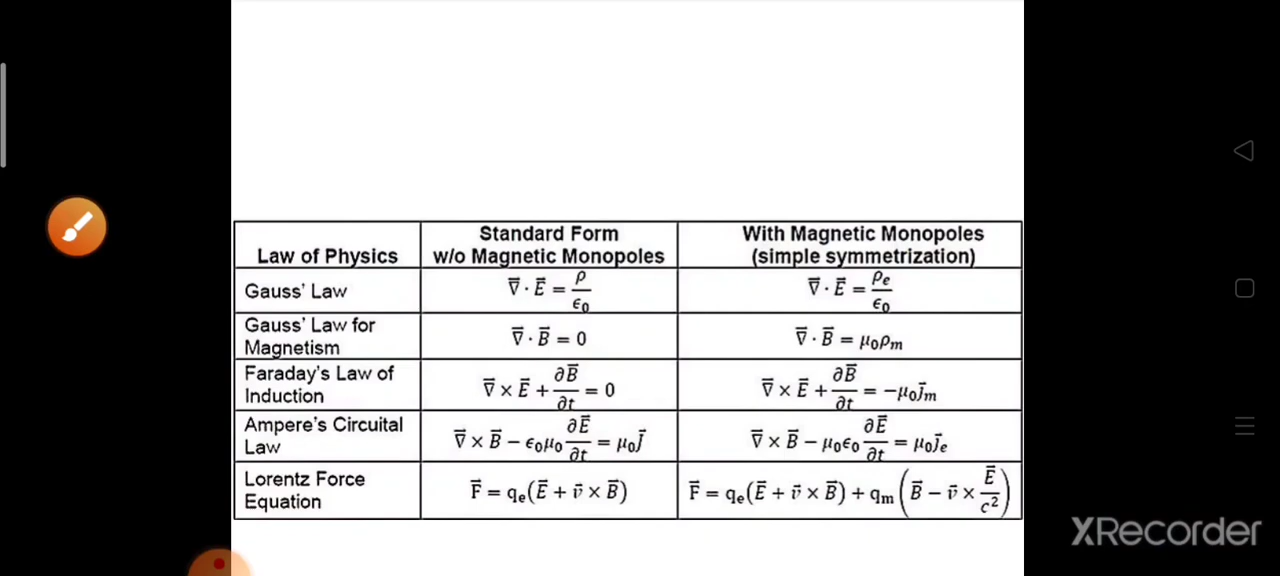 Law of Physics
Standard Form
w/o Magnetic Monopoles
With Magnetic Monopoles
(simple symmetrization)
Gauss' Law
∇⃗ · E⃗ = ρ/ϵ₀
∇⃗ · E⃗ = ρₑ/ϵ₀
Gauss' Law for
Magnetism
∇⃗ · B⃗ = 0
∇⃗ · B⃗ = μ₀ρₘ
Faraday's Law of
Induction
∇⃗ × E⃗ + ∂B⃗/∂t = 0
∇⃗ × E⃗ + ∂B⃗/∂t = −μ₀j⃗ₘ
Ampere's Circuital
Law
∇⃗ × B⃗ − ϵ₀μ₀ ∂E⃗/∂t = μ₀j⃗
∇⃗ × B⃗ − μ₀ϵ₀ ∂E⃗/∂t = μ₀j⃗ₑ
Lorentz Force
Equation
F⃗ = qₑ(E⃗ + v⃗ × B⃗)
F⃗ = qₑ(E⃗ + v⃗ × B⃗) + qₘ(B⃗ − v⃗ × E⃗/c²)
XRecorder